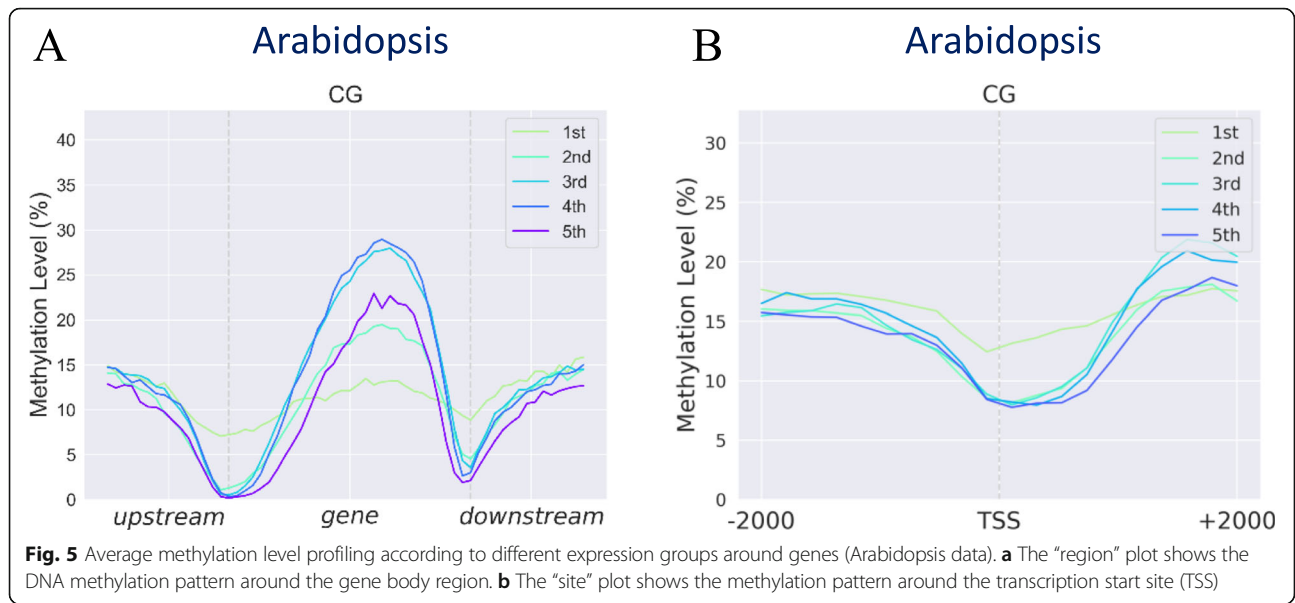 A
Arabidopsis
CG
Methylation Level (%)
40
35
30
25
20
15
10
5
0
1st
2nd
3rd
4th
5th
upstream
gene
downstream
B
Arabidopsis
CG
Methylation Level (%)
30
25
20
15
10
5
0
1st
2nd
3rd
4th
5th
-2000
TSS
+2000
Fig. 5 Average methylation level profiling according to different expression groups around genes (Arabidopsis data). a The “region” plot shows the
DNA methylation pattern around the gene body region. b The “site” plot shows the methylation pattern around the transcription start site (TSS)